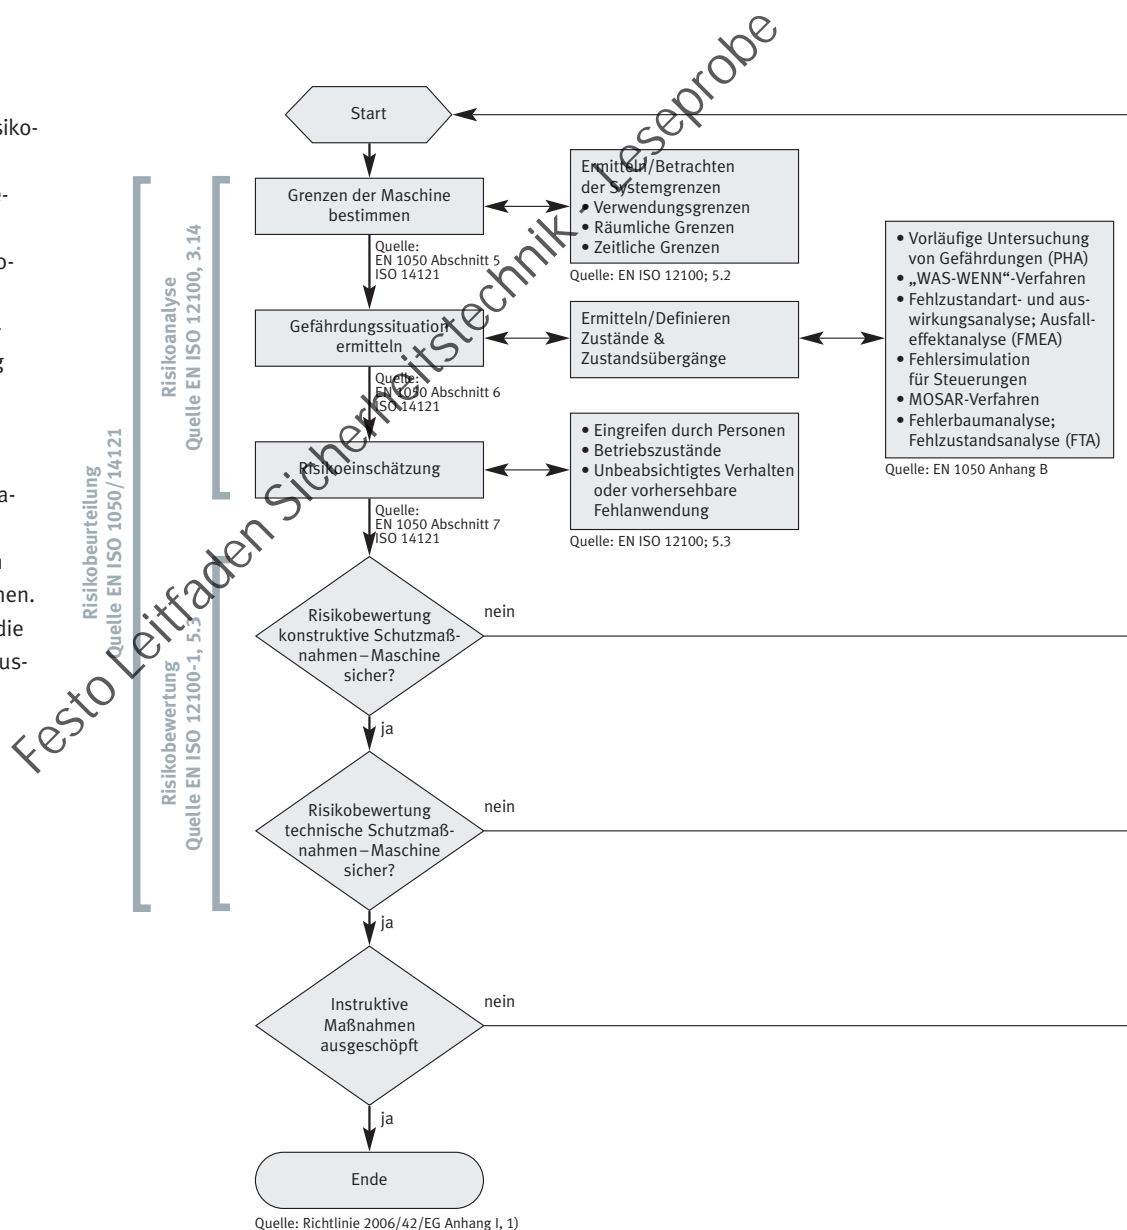 siko-
e-
o-
g
a-
n
nen.
die
us-
Festo Leitfaden Sicherheitstechnik - Leseprobe
Risikobeurteilung
Quelle EN ISO 1050/14121
Risikoanalyse
Quelle EN ISO 12100, 3.14
Risikobewertung
Quelle EN ISO 12100-1, 5.3
Start
Grenzen der Maschine
bestimmen
Quelle:
EN 1050 Abschnitt 5
ISO 14121
Ermitteln/Betrachten
der Systemgrenzen
• Verwendungsgrenzen
• Räumliche Grenzen
• Zeitliche Grenzen
Quelle: EN ISO 12100; 5.2
Gefährdungssituation
ermitteln
Quelle:
EN 1050 Abschnitt 6
ISO 14121
Ermitteln/Definieren
Zustände &
Zustandsübergänge
• Vorläufige Untersuchung
von Gefährdungen (PHA)
• „WAS-WENN“-Verfahren
• Fehlzustandart- und aus-
wirkungsanalyse; Ausfall-
effektanalyse (FMEA)
• Fehlersimulation
für Steuerungen
• MOSAR-Verfahren
• Fehlerbaumanalyse;
Fehlzustandsanalyse (FTA)
Quelle: EN 1050 Anhang B
Risikoeinschätzung
Quelle:
EN 1050 Abschnitt 7
ISO 14121
• Eingreifen durch Personen
• Betriebszustände
• Unbeabsichtigtes Verhalten
oder vorhersehbare
Fehlanwendung
Quelle: EN ISO 12100; 5.3
Risikobewertung
konstruktive Schutzmaß-
nahmen – Maschine
sicher?
nein
ja
Risikobewertung
technische Schutzmaß-
nahmen – Maschine
sicher?
nein
ja
Instruktive
Maßnahmen
ausgeschöpft
nein
ja
Ende
Quelle: Richtlinie 2006/42/EG Anhang I, 1)